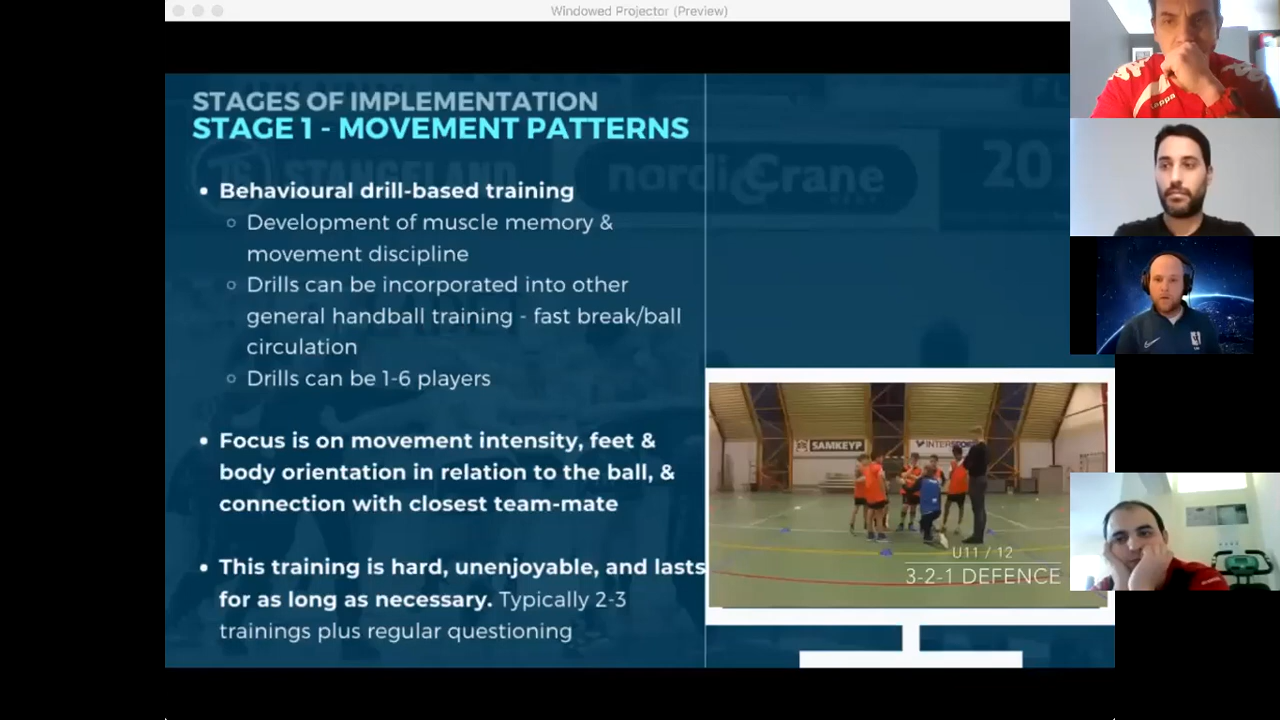 Windowed Projector (Preview)
STAGES OF IMPLEMENTATION
STAGE 1 - MOVEMENT PATTERNS
• Behavioural drill-based training
○ Development of muscle memory &
movement discipline
○ Drills can be incorporated into other
general handball training - fast break/ball
circulation
○ Drills can be 1-6 players
• Focus is on movement intensity, feet &
body orientation in relation to the ball, &
connection with closest team-mate
• This training is hard, unenjoyable, and lasts
for as long as necessary. Typically 2-3
trainings plus regular questioning
STANGELAND
nordic Crane
20
SAMKEYP
INTERSPORT
U11 / 12
3-2-1 DEFENCE
Kappa